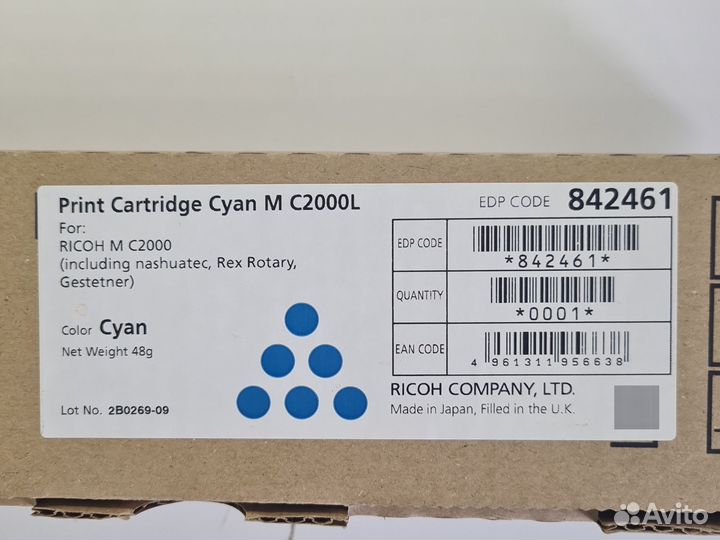 Print Cartridge Cyan M C2000L
For:
RICOH M C2000
(including nashuatec, Rex Rotary,
Gestetner)
Color Cyan
Net Weight 48g
Lot No. 2B0269-09
EDP CODE 842461
EDP CODE
*842461*
QUANTITY
*0001*
EAN CODE
4 961311 956638
RICOH COMPANY, LTD.
Made in Japan, Filled in the U.K.
Avito